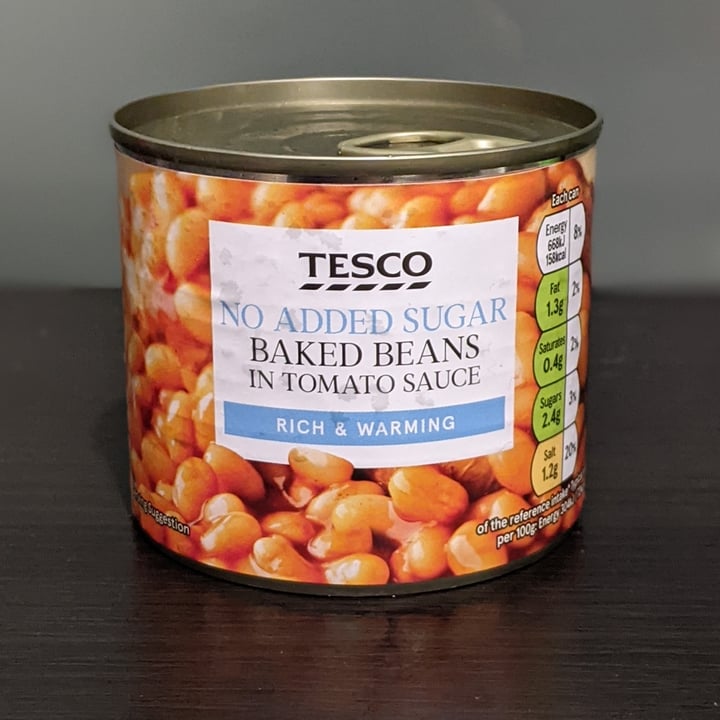 TESCO
NO ADDED SUGAR
BAKED BEANS
IN TOMATO SAUCE
RICH & WARMING
Each can
Energy
668kJ
158kcal
8%
Fat
1.3g
2%
Saturates
0.4g
2%
Sugars
2.4g
3%
Salt
1.2g
20%
of the reference intake*
per 100g: Energy
Suggestion